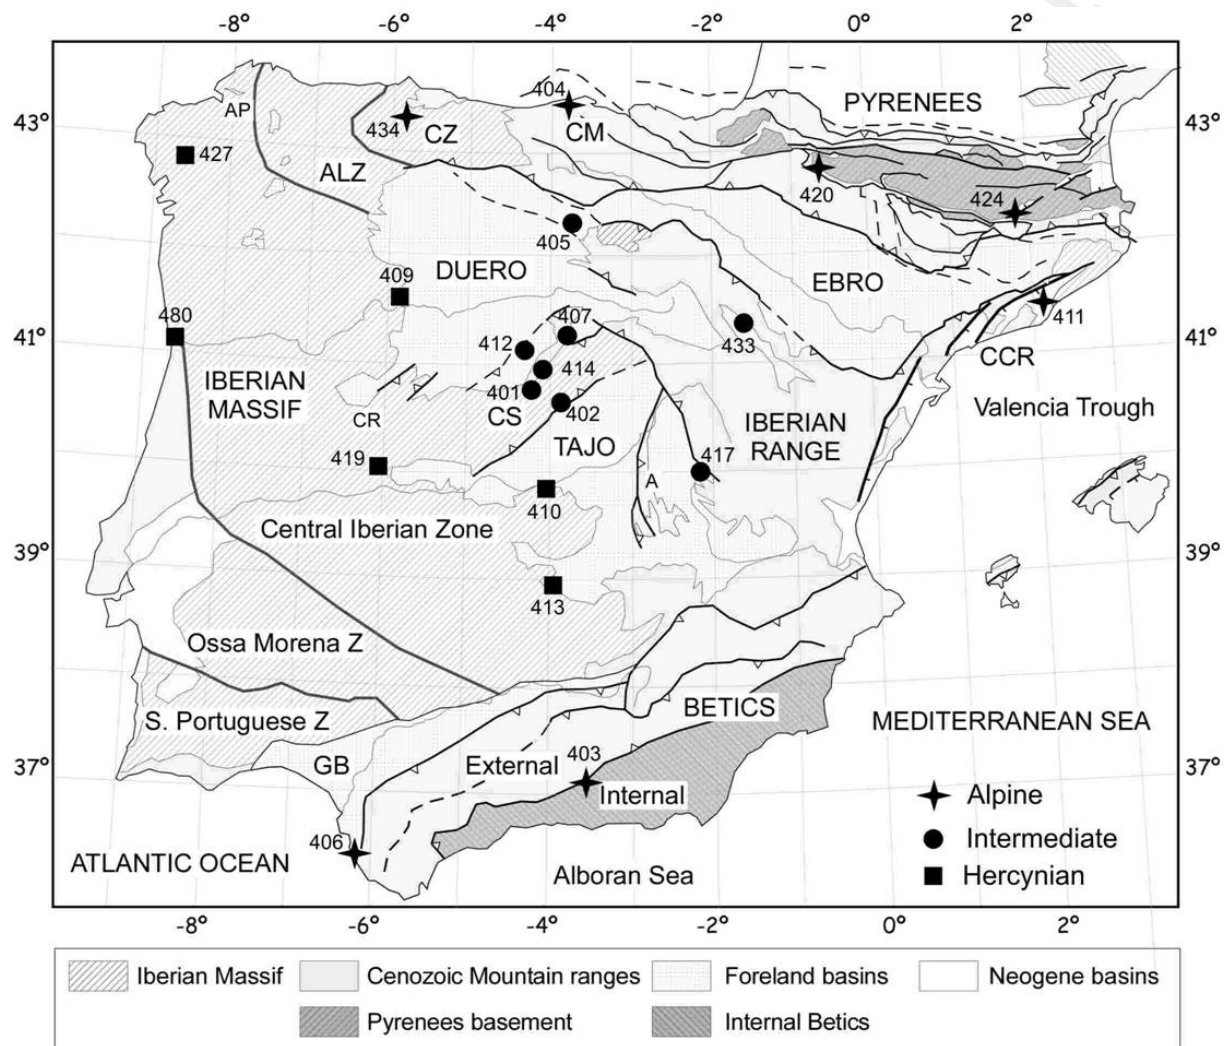 -8° -6° -4° -2° 0° 2°
404
PYRENEES
AP
43° 43°
434 CZ CM
427
ALZ
420 424
405
DUERO
409
EBRO
480 407
411
41° 412 433 41°
414
CCR
IBERIAN
MASSIF
401
CS 402
CR
Valencia Trough
IBERIAN
RANGE
TAJO
419 417
A
410
Central Iberian Zone
39° 39°
413
Ossa Morena Z
BETICS
S. Portuguese Z
MEDITERRANEAN SEA
403
GB External
37° 37°
Internal
Alpine
406
Intermediate
ATLANTIC OCEAN Alboran Sea Hercynian
-8° -6° -4° -2° 0° 2°
Iberian Massif Cenozoic Mountain ranges Foreland basins Neogene basins
Pyrenees basement Internal Betics